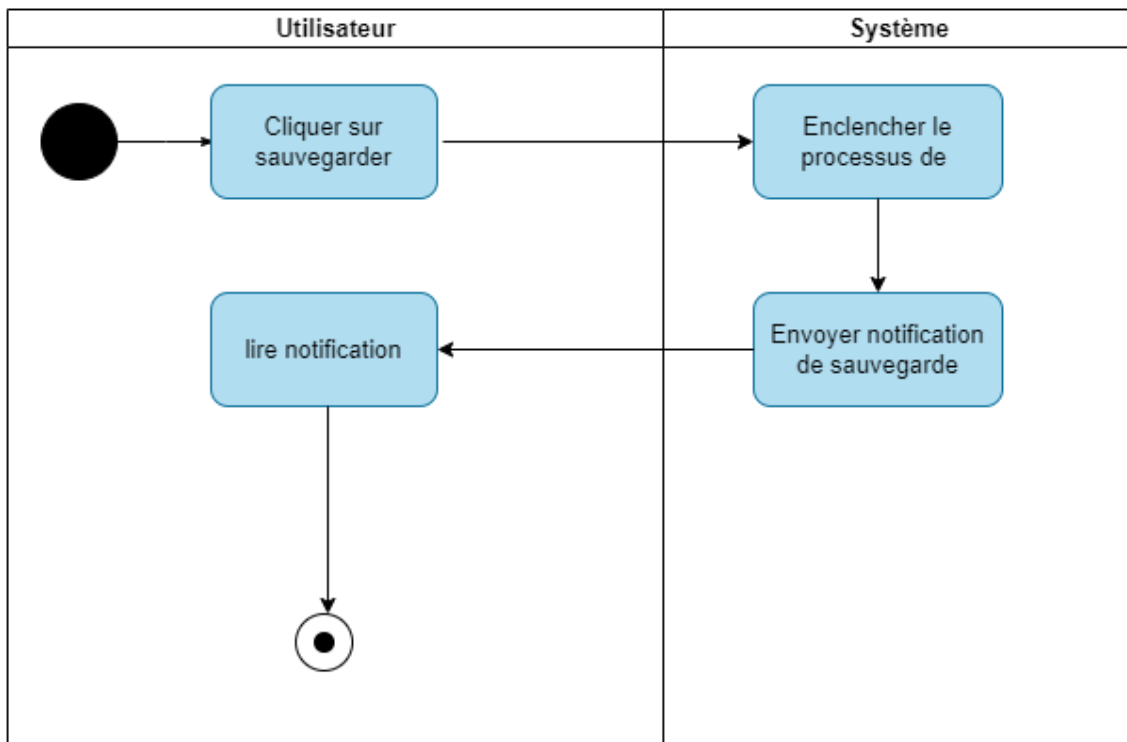 Utilisateur
Système
Cliquer sur
sauvegarder
Enclencher le
processus de
lire notification
Envoyer notification
de sauvegarde